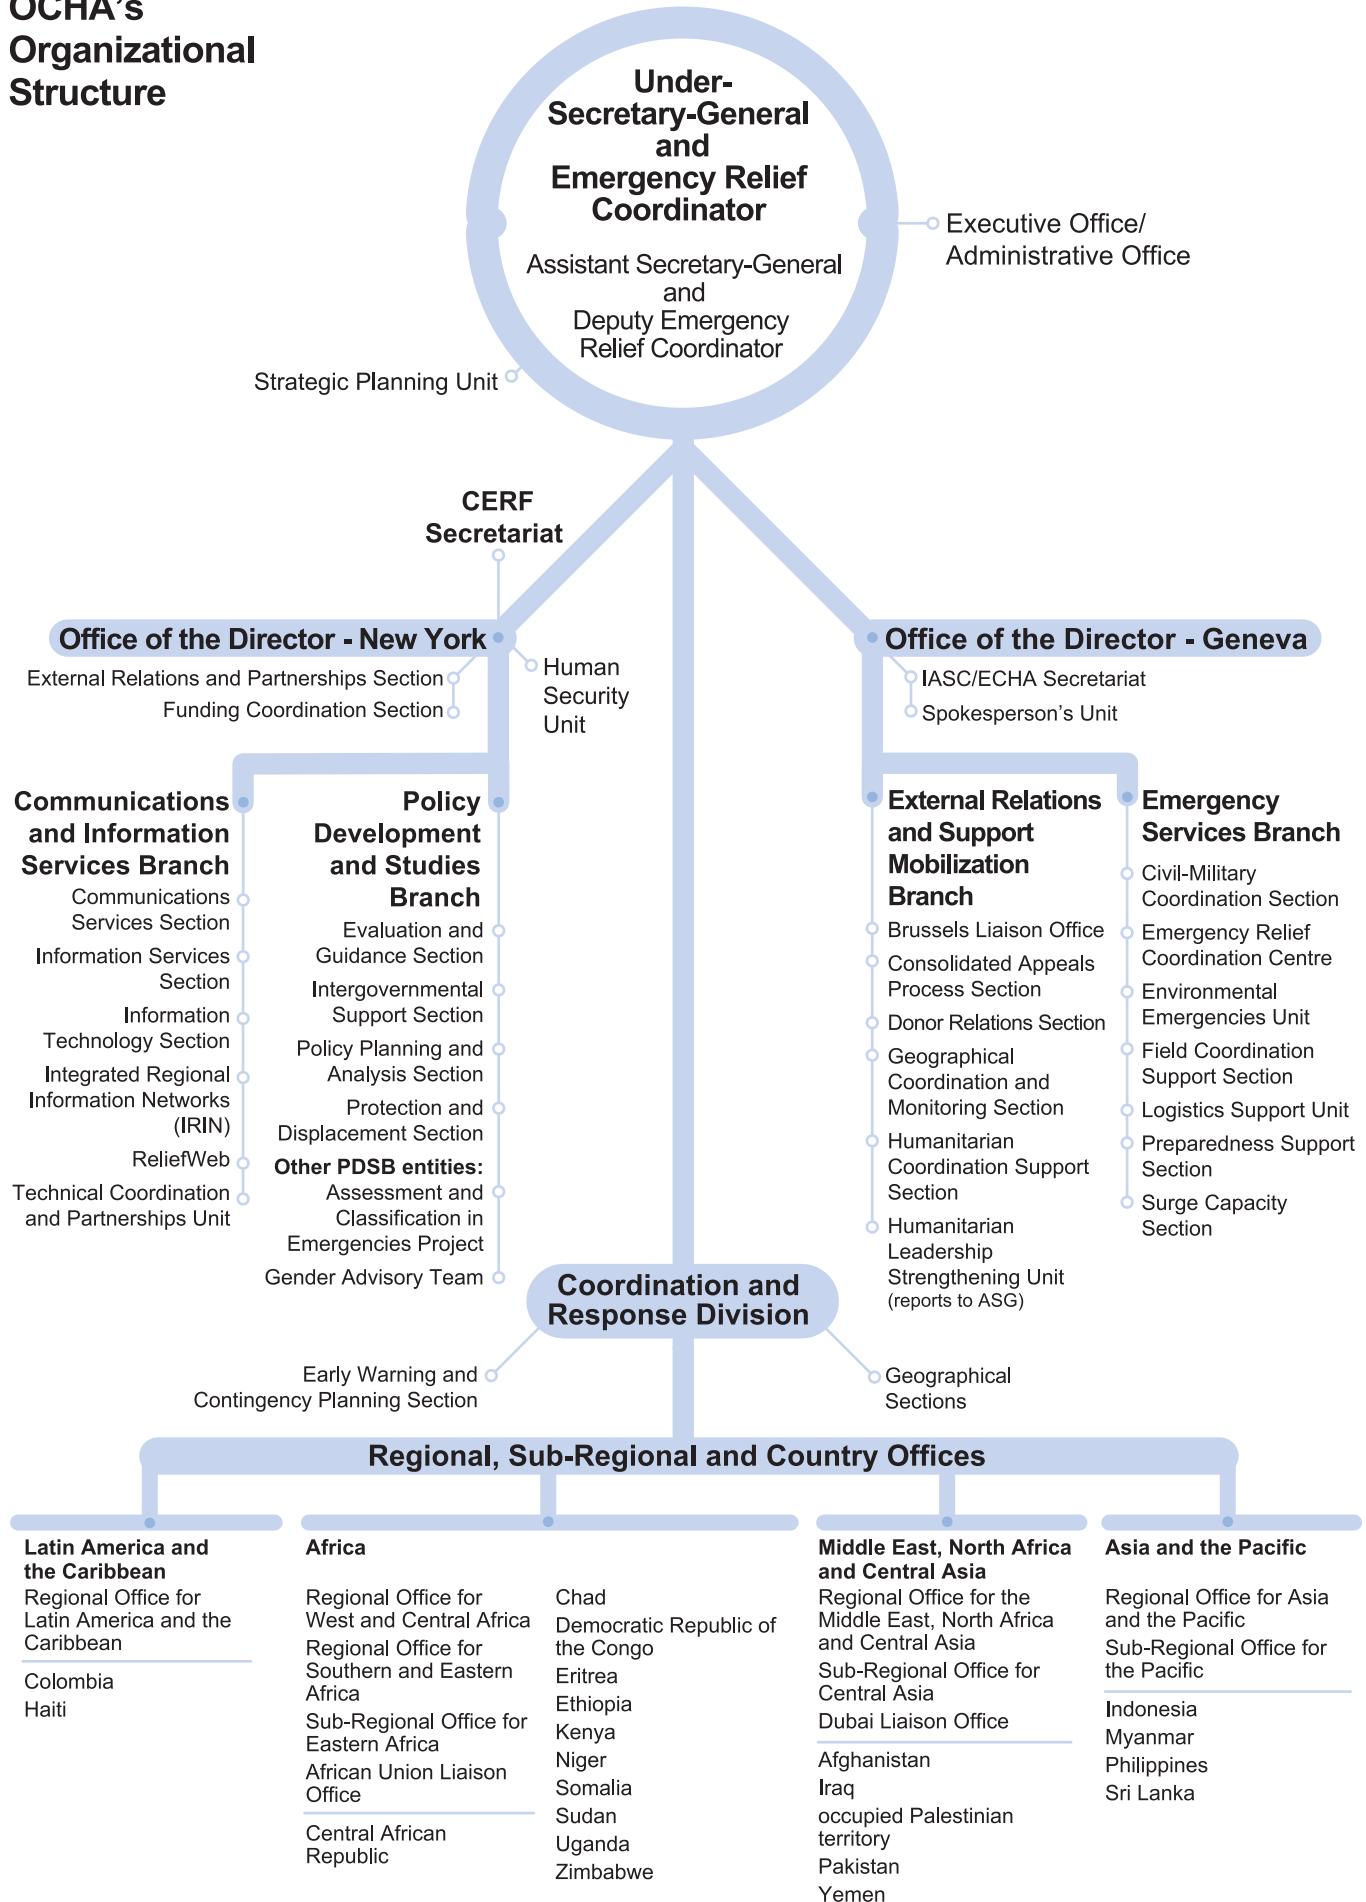 OCHA's
Organizational
Structure
Under-
Secretary-General
and
Emergency Relief
Coordinator
Assistant Secretary-General
and
Deputy Emergency
Relief Coordinator
Executive Office/
Administrative Office
Strategic Planning Unit
CERF
Secretariat
Office of the Director - New York
External Relations and Partnerships Section
Funding Coordination Section
Human
Security
Unit
Office of the Director - Geneva
IASC/ECHA Secretariat
Spokesperson's Unit
Communications
and Information
Services Branch
Communications
Services Section
Information Services
Section
Information
Technology Section
Integrated Regional
Information Networks
(IRIN)
ReliefWeb
Technical Coordination
and Partnerships Unit
Policy
Development
and Studies
Branch
Evaluation and
Guidance Section
Intergovernmental
Support Section
Policy Planning and
Analysis Section
Protection and
Displacement Section
Other PDSB entities:
Assessment and
Classification in
Emergencies Project
Gender Advisory Team
External Relations
and Support
Mobilization
Branch
Brussels Liaison Office
Consolidated Appeals
Process Section
Donor Relations Section
Geographical
Coordination and
Monitoring Section
Humanitarian
Coordination Support
Section
Humanitarian
Leadership
Strengthening Unit
(reports to ASG)
Emergency
Services Branch
Civil-Military
Coordination Section
Emergency Relief
Coordination Centre
Environmental
Emergencies Unit
Field Coordination
Support Section
Logistics Support Unit
Preparedness Support
Section
Surge Capacity
Section
Coordination and
Response Division
Early Warning and
Contingency Planning Section
Geographical
Sections
Regional, Sub-Regional and Country Offices
Latin America and
the Caribbean
Regional Office for
Latin America and the
Caribbean
Colombia
Haiti
Africa
Regional Office for
West and Central Africa
Regional Office for
Southern and Eastern
Africa
Sub-Regional Office for
Eastern Africa
African Union Liaison
Office
Central African
Republic
Chad
Democratic Republic of
the Congo
Eritrea
Ethiopia
Kenya
Niger
Somalia
Sudan
Uganda
Zimbabwe
Middle East, North Africa
and Central Asia
Regional Office for the
Middle East, North Africa
and Central Asia
Sub-Regional Office for
Central Asia
Dubai Liaison Office
Afghanistan
Iraq
occupied Palestinian
territory
Pakistan
Yemen
Asia and the Pacific
Regional Office for Asia
and the Pacific
Sub-Regional Office for
the Pacific
Indonesia
Myanmar
Philippines
Sri Lanka